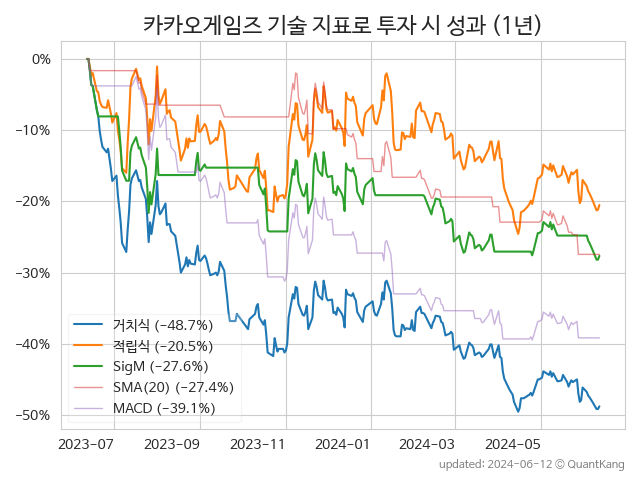 카카오게임즈 기술 지표로 투자 시 성과 (1년)
0%
−10%
−20%
−30%
−40%
−50%
거치식 (−48.7%)
적립식 (−20.5%)
SigM (−27.6%)
SMA(20) (−27.4%)
MACD (−39.1%)
2023−07 2023−09 2023−11 2024−01 2024−03 2024−05
updated: 2024−06−12 © QuantKang